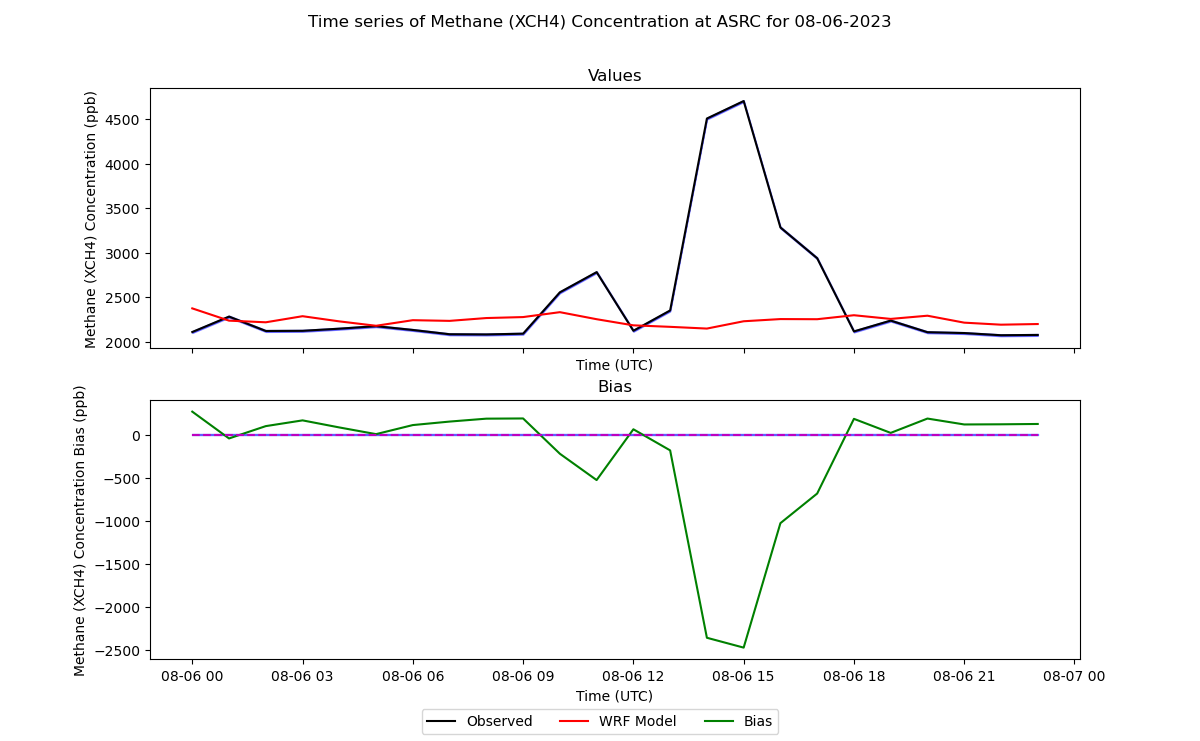 Time series of Methane (XCH4) Concentration at ASRC for 08-06-2023
Values
Methane (XCH4) Concentration (ppb)
4500
4000
3500
3000
2500
2000
Time (UTC)
Bias
Methane (XCH4) Concentration Bias (ppb)
0
−500
−1000
−1500
−2000
−2500
08-06 00 08-06 03 08-06 06 08-06 09 08-06 12 08-06 15 08-06 18 08-06 21 08-07 00
Time (UTC)
Observed WRF Model Bias